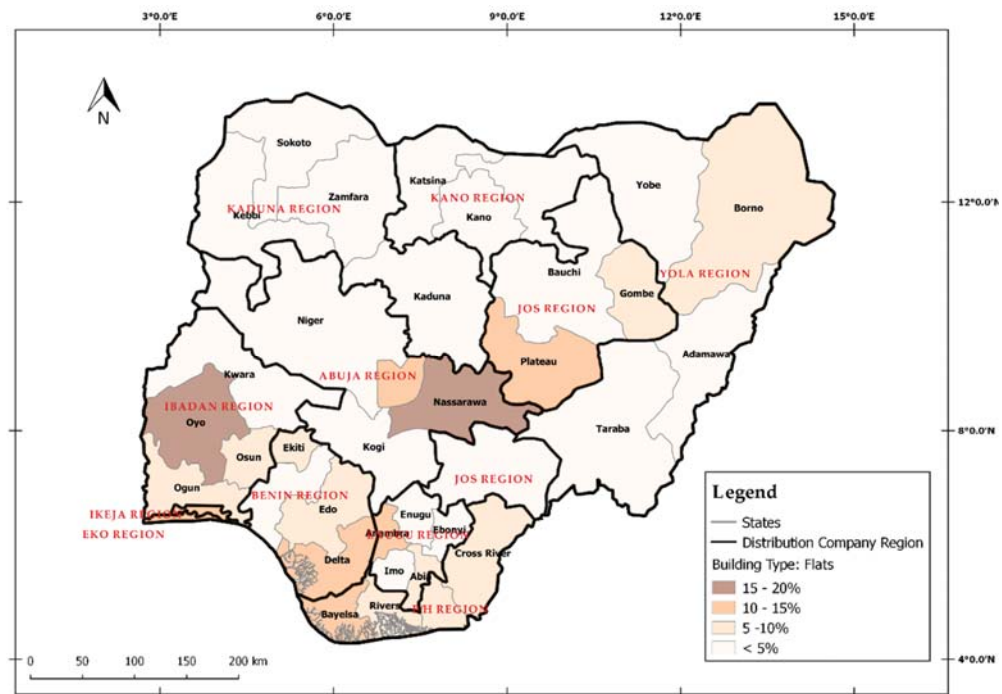 3°0.0'E 6°0.0'E 9°0.0'E 12°0.0'E 15°0.0'E
N
Sokoto
Katsina
Yobe
Zamfara
KANO REGION
12°0.0'N
KADUNA REGION
Kebbi
Kano
Borno
Bauchi
YOLA REGION
Kaduna
Gombe
Niger
JOS REGION
Adamawa
Plateau
Kwara
ABUJA REGION
Nassarawa
IBADAN REGION
Oyo
Taraba
8°0.0'N
Ekiti
Kogi
Osun
JOS REGION
Ogun
BENIN REGION
Edo
IKEJA REGION
Enugu
EKO REGION
Anambra
Ebonyi
REGION
Cross River
Delta
Imo
Abia
Rivers
Bayelsa
PH REGION
Legend
States
Distribution Company Region
Building Type: Flats
15 - 20%
10 - 15%
5 -10%
< 5%
0 50 100 150 200 km
4°0.0'N